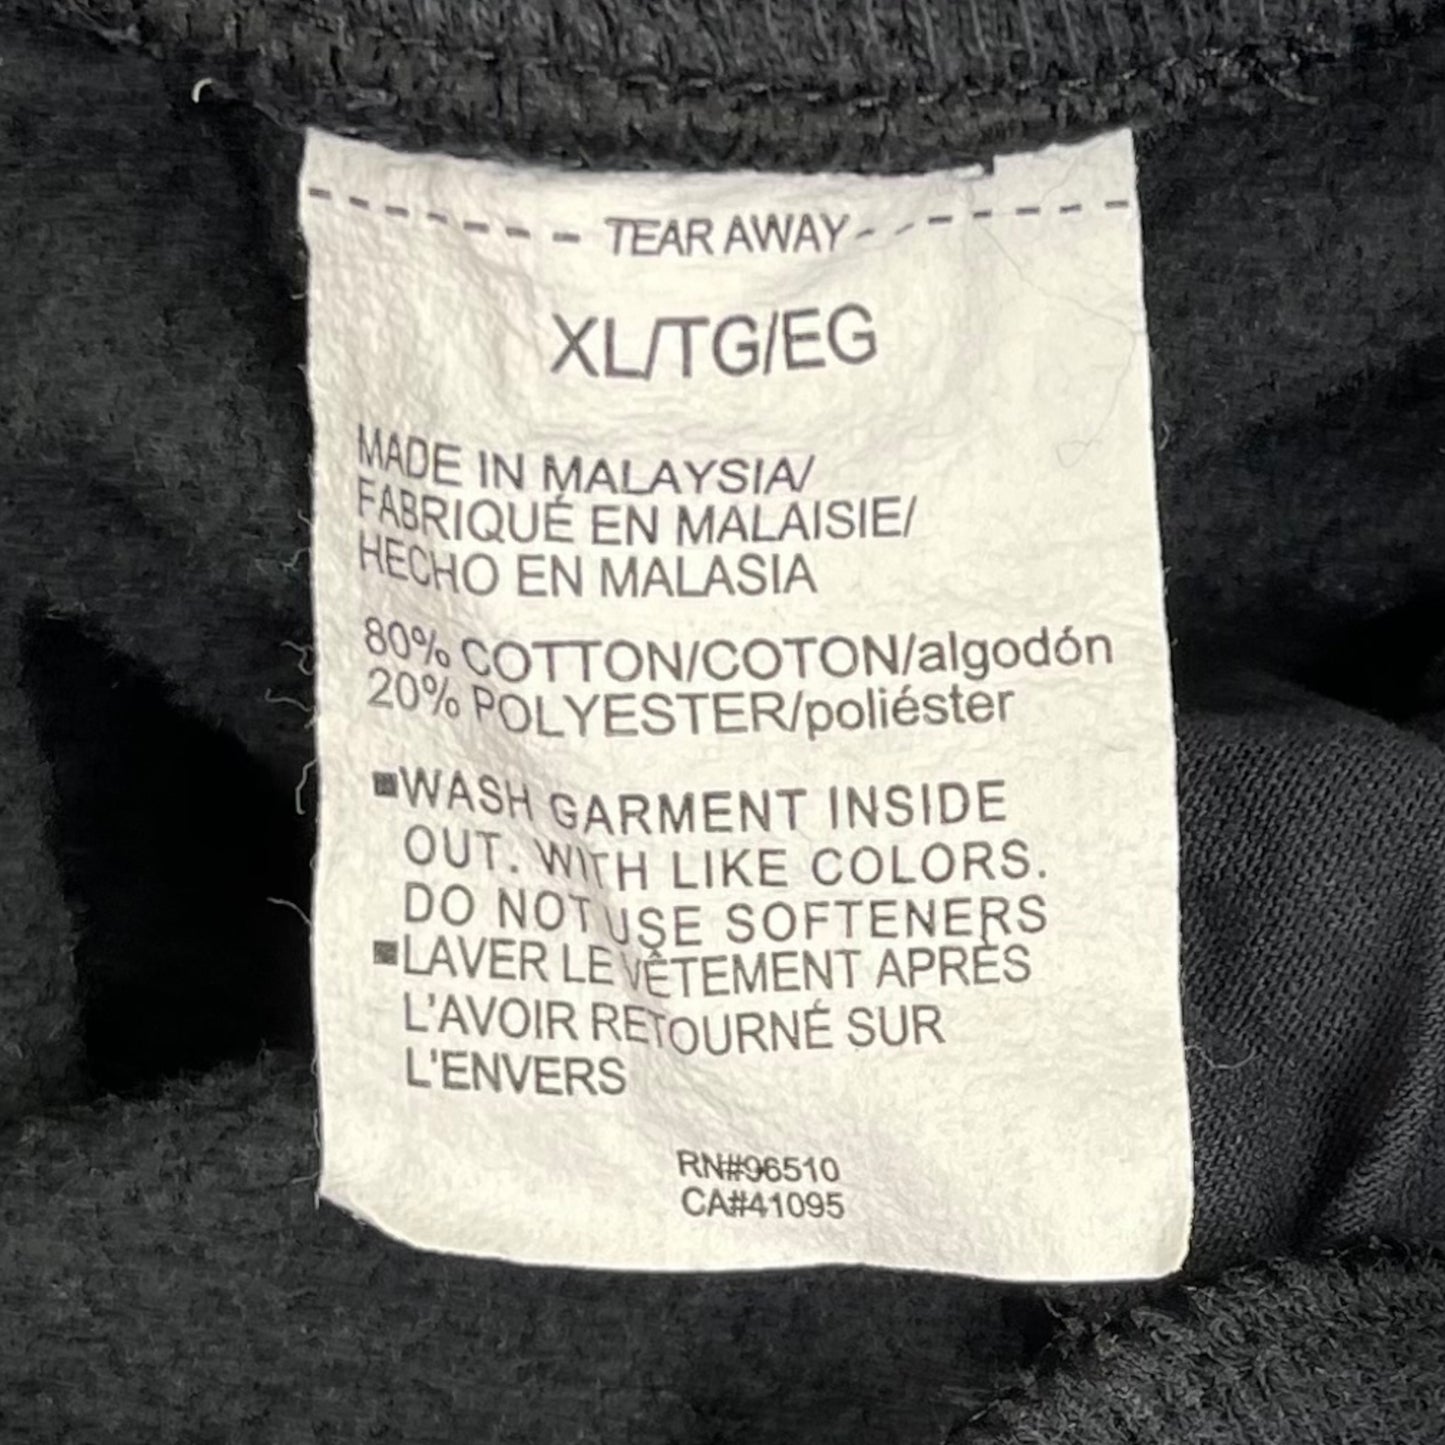 TEAR AWAY
XL/TG/EG
MADE IN MALAYSIA/
FABRIQUÉ EN MALAISIE/
HECHO EN MALASIA
80% COTTON/COTON/algodón
20% POLYESTER/poliéster
■WASH GARMENT INSIDE
OUT. WITH LIKE COLORS.
DO NOT USE SOFTENERS
■LAVER LE VÊTEMENT APRÈS
L'AVOIR RETOURNÉ SUR
L'ENVERS
RN#96510
CA#41095